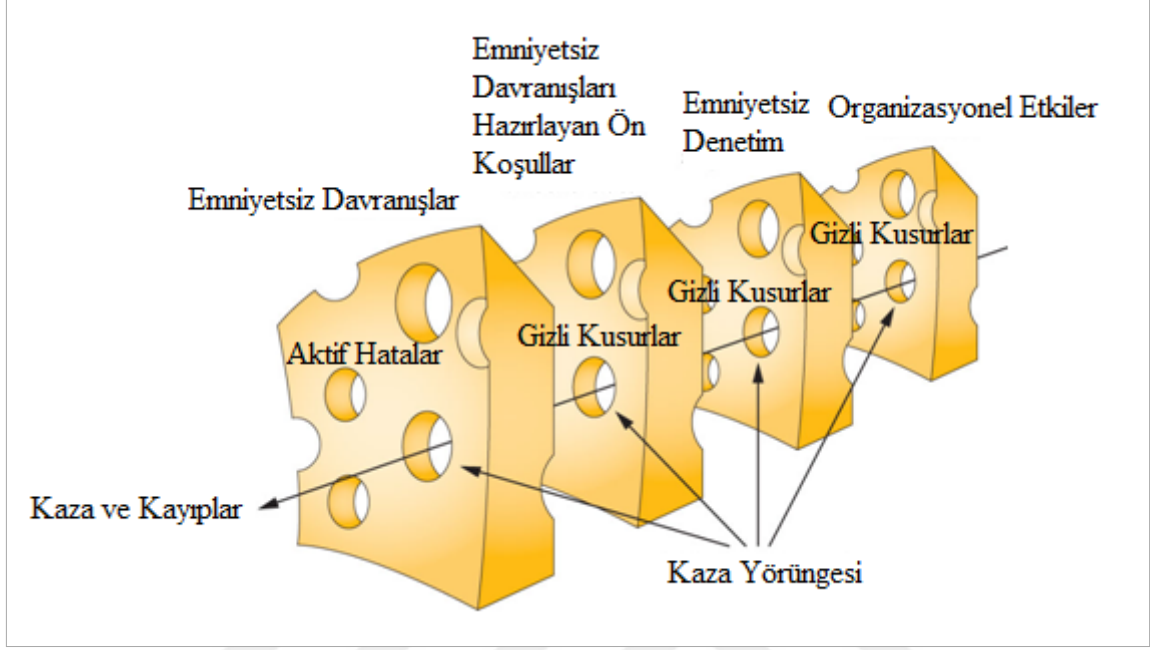 Emniyetsiz
Davranışları
Hazırlayan Ön
Koşullar
Emniyetsiz
Denetim
Organizasyonel Etkiler
Emniyetsiz Davranışlar
Gizli Kusurlar
Gizli Kusurlar
Gizli Kusurlar
Aktif Hatalar
Kaza ve Kayıplar
Kaza Yörüngesi